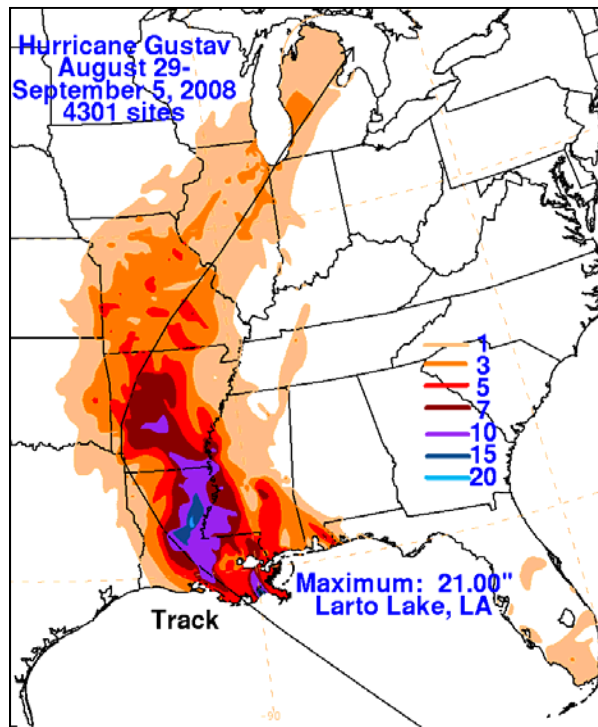 Hurricane Gustav
August 29-
September 5, 2008
4301 sites
1
3
5
7
10
15
20
Maximum: 21.00"
Larto Lake, LA
Track
-90